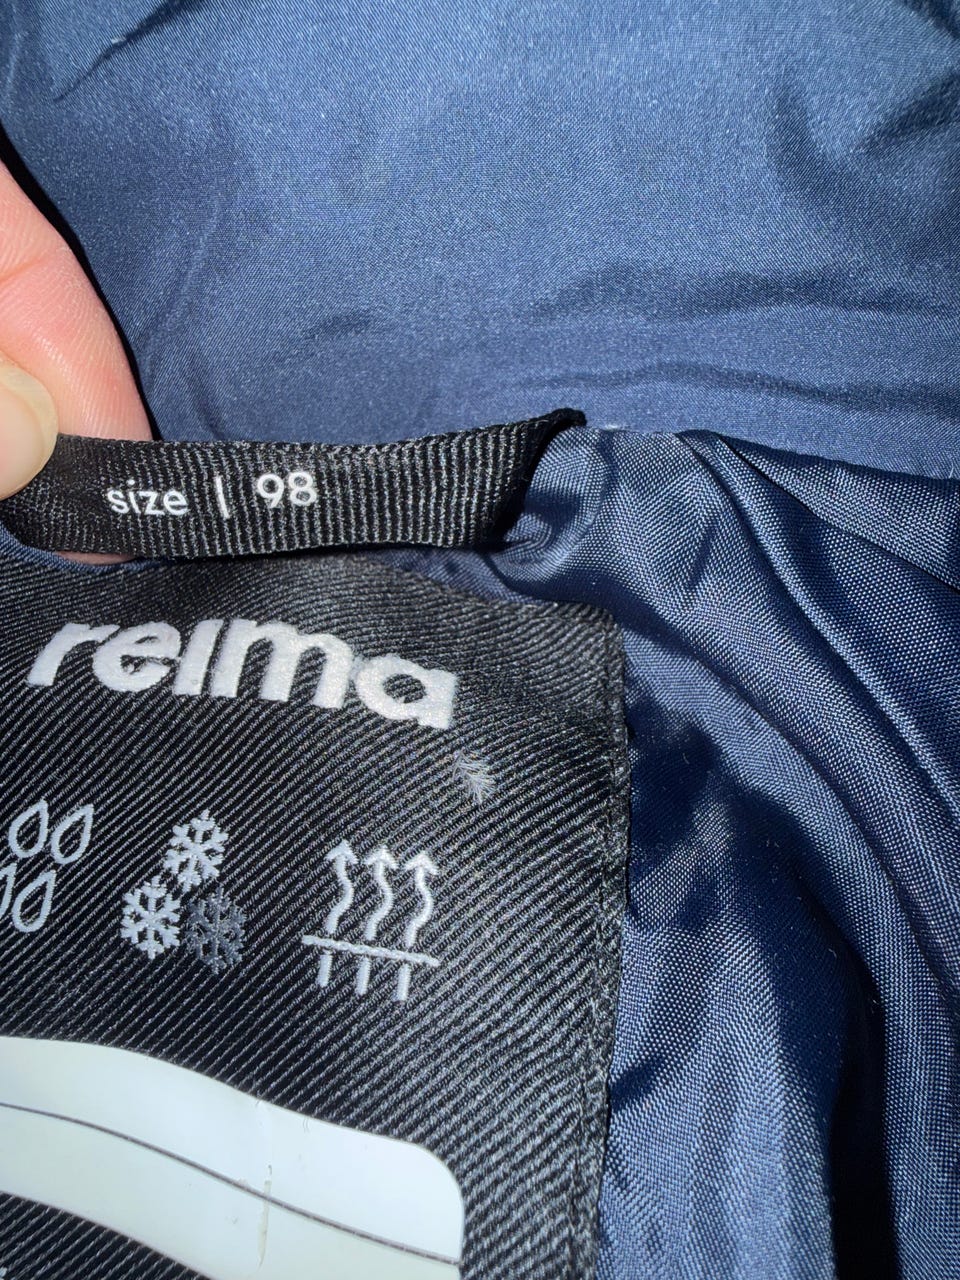 size | 98
reima